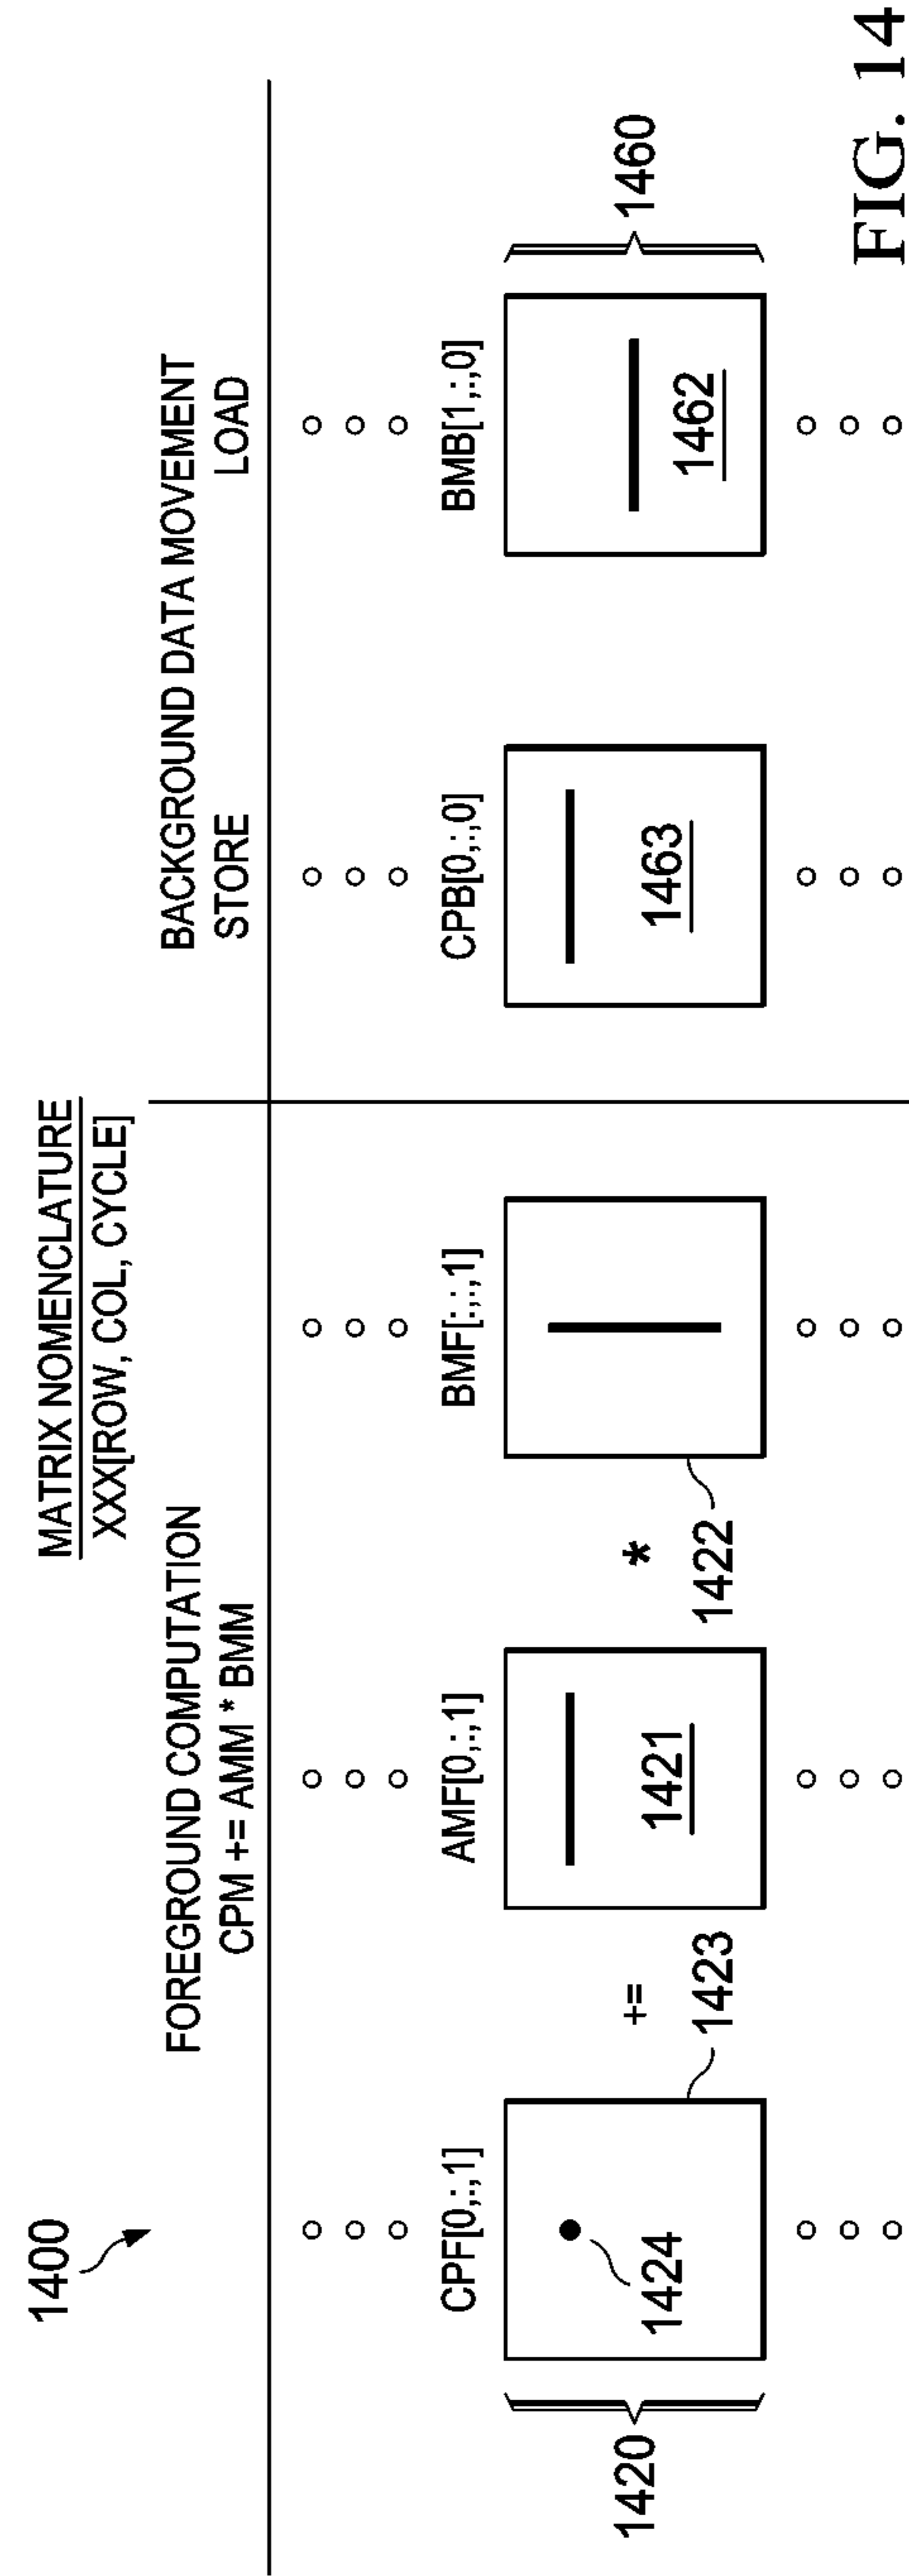 1400
MATRIX NOMENCLATURE
XXX[ROW, COL, CYCLE]
FOREGROUND COMPUTATION
CPM += AMM * BMM
BACKGROUND DATA MOVEMENT
STORE LOAD
CPF[0,:,1] AMF[0,:,1] BMF[:,:,1] CPB[0,:,0] BMB[1,:,0]
1420 1424 += 1423 1421 * 1422 1463 1462 1460
FIG. 14